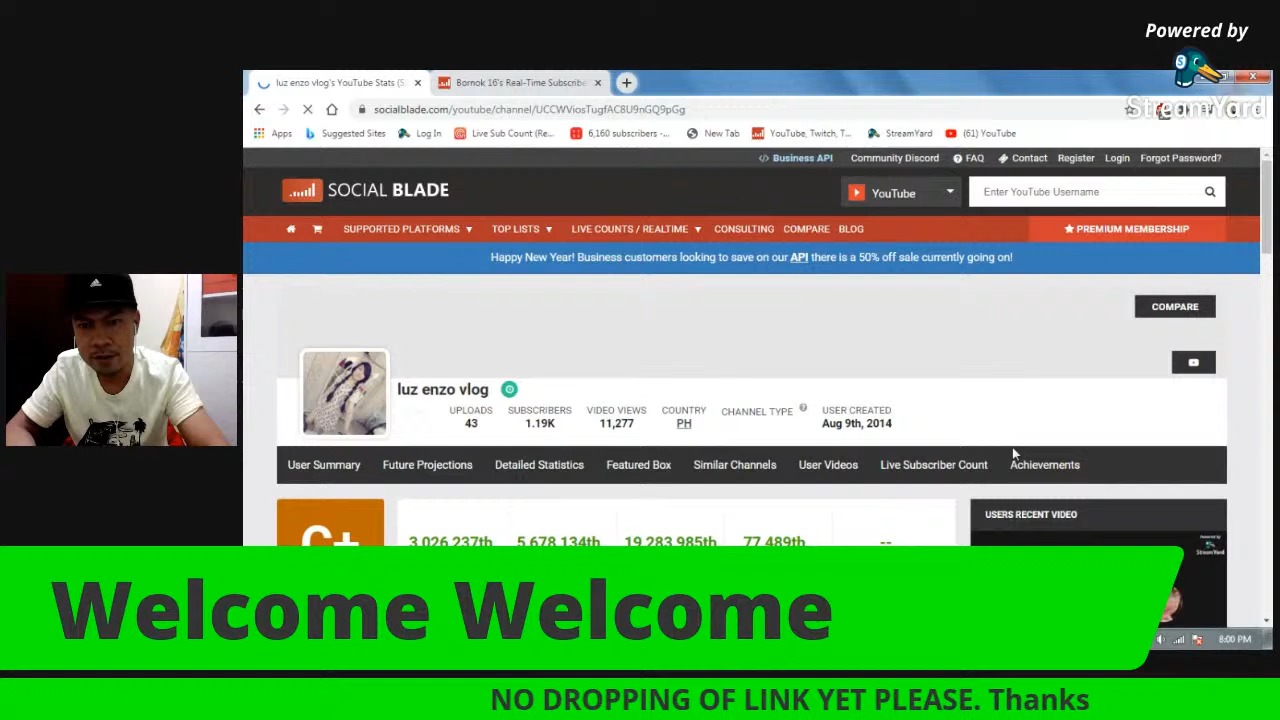 Powered by
StreamYard
luz enzo vlog's YouTube Stats (S
Bornok 16's Real-Time Subscribe
socialblade.com/youtube/channel/UCCWViosTugfAC8U9nGQ9pGg
Apps Suggested Sites Log In Live Sub Count (Re... 6,160 subscribers -... New Tab YouTube, Twitch, T... StreamYard (61) YouTube
Business API Community Discord FAQ Contact Register Login Forgot Password?
SOCIAL BLADE YouTube Enter YouTube Username
SUPPORTED PLATFORMS TOP LISTS LIVE COUNTS / REALTIME CONSULTING COMPARE BLOG PREMIUM MEMBERSHIP
Happy New Year! Business customers looking to save on our API there is a 50% off sale currently going on!
COMPARE
luz enzo vlog
UPLOADS SUBSCRIBERS VIDEO VIEWS COUNTRY CHANNEL TYPE USER CREATED
43 1.19K 11,277 PH Aug 9th, 2014
User Summary Future Projections Detailed Statistics Featured Box Similar Channels User Videos Live Subscriber Count Achievements
USERS RECENT VIDEO
C+ 3,026,237th 5,678,134th 19,283,985th 77,489th --
Powered by
StreamYard
Welcome Welcome
8:00 PM
NO DROPPING OF LINK YET PLEASE. Thanks